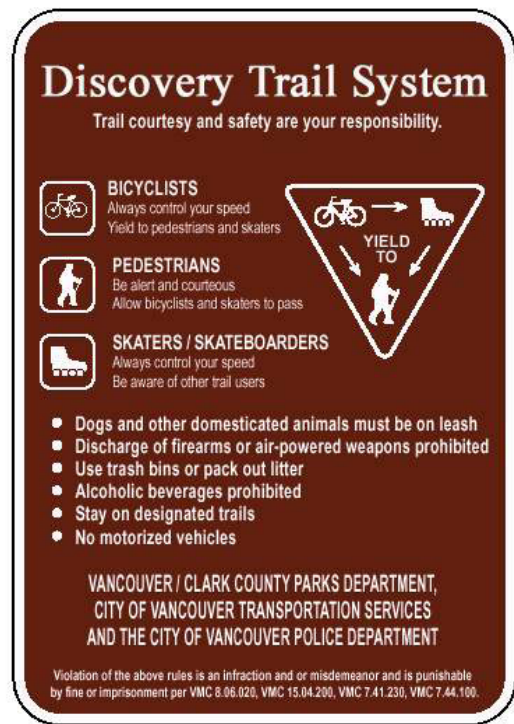 Discovery Trail System
Trail courtesy and safety are your responsibility.
BICYCLISTS
Always control your speed
Yield to pedestrians and skaters
PEDESTRIANS
Be alert and courteous
Allow bicyclists and skaters to pass
SKATERS / SKATEBOARDERS
Always control your speed
Be aware of other trail users
YIELD
TO
Dogs and other domesticated animals must be on leash
Discharge of firearms or air-powered weapons prohibited
Use trash bins or pack out litter
Alcoholic beverages prohibited
Stay on designated trails
No motorized vehicles
VANCOUVER / CLARK COUNTY PARKS DEPARTMENT,
CITY OF VANCOUVER TRANSPORTATION SERVICES
AND THE CITY OF VANCOUVER POLICE DEPARTMENT
Violation of the above rules is an infraction and or misdemeanor and is punishable
by fine or imprisonment per VMC 8.06.020, VMC 15.04.200, VMC 7.41.230, VMC 7.44.100.